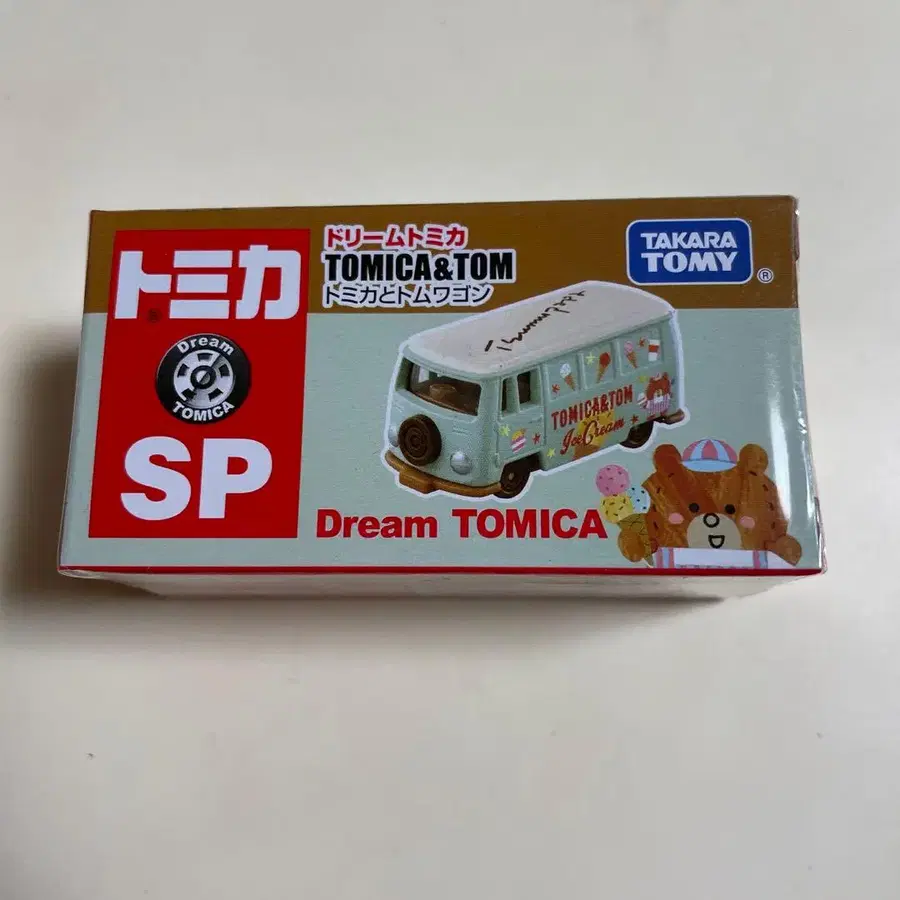 トミカ
®
Dream
TOMICA
SP
ドリームトミカ
TOMICA&TOM
トミカとトムワゴン
TAKARA
TOMY
®
TOMICA&TOM
Ice Cream
Dream TOMICA